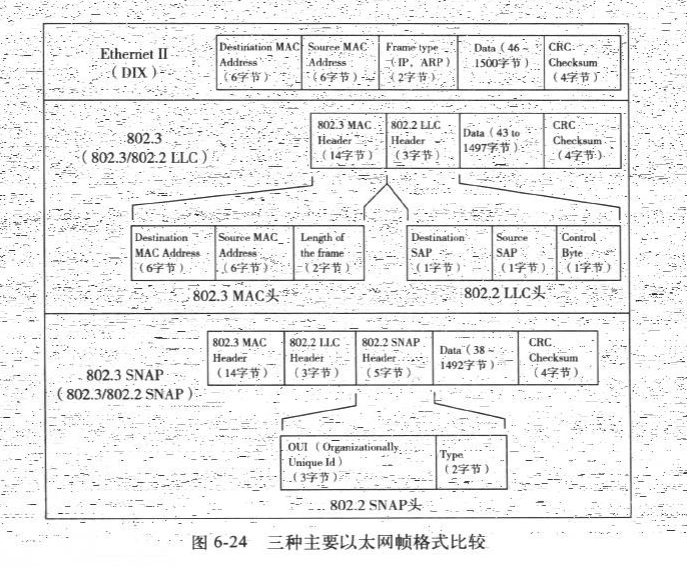 Ethernet II
（DIX）
Destination MAC
Address
（6字节）
Source MAC
Address
（6字节）
Frame type
（IP，ARP）
（2字节）
Data（46～
1500字节）
CRC
Checksum
（4字节）
802.3
（802.3/802.2 LLC）
802.3 MAC
Header
（14字节）
802.2 LLC
Header
（3字节）
Data（43 to
1497字节）
CRC
Checksum
（4字节）
Destination
MAC Address
（6字节）
Source MAC
Address
（6字节）
Length of
the frame
（2字节）
802.3 MAC头
Destination
SAP
（1字节）
Source
SAP
（1字节）
Control
Byte
（1字节）
802.2 LLC头
802.3 SNAP
（802.3/802.2 SNAP）
802.3 MAC
Header
（14字节）
802.2 LLC
Header
（3字节）
802.2 SNAP
Header
（5字节）
Data（38～
1492字节）
CRC
Checksum
（4字节）
OUI（Organizationally
Unique Id）
（3字节）
Type
（2字节）
802.2 SNAP头
图 6-24 三种主要以太网帧格式比较